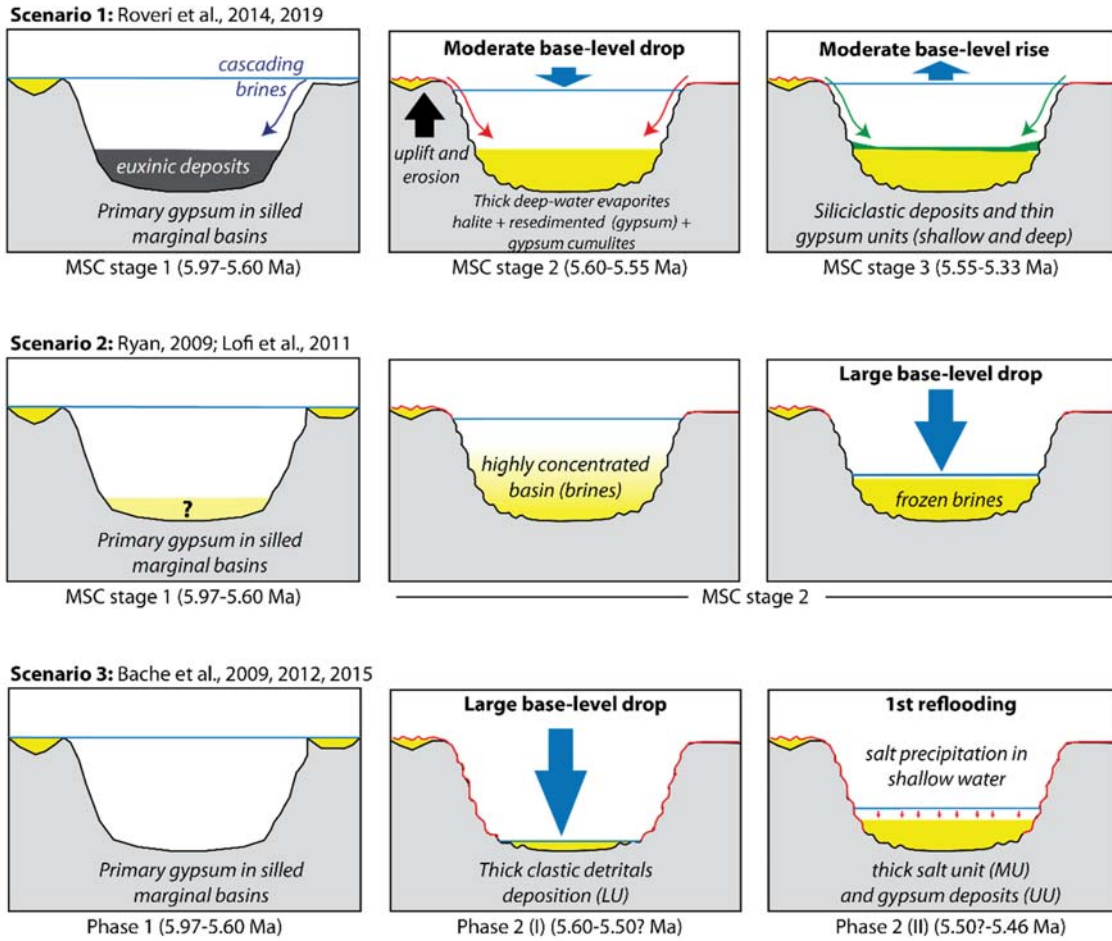 Scenario 1: Roveri et al., 2014, 2019
cascading
brines
euxinic deposits
Primary gypsum in silled
marginal basins
MSC stage 1 (5.97-5.60 Ma)
Moderate base-level drop
uplift and
erosion
Thick deep-water evaporites
halite + resedimented (gypsum) +
gypsum cumulites
MSC stage 2 (5.60-5.55 Ma)
Moderate base-level rise
Siliciclastic deposits and thin
gypsum units (shallow and deep)
MSC stage 3 (5.55-5.33 Ma)
Scenario 2: Ryan, 2009; Lofi et al., 2011
?
Primary gypsum in silled
marginal basins
MSC stage 1 (5.97-5.60 Ma)
highly concentrated
basin (brines)
Large base-level drop
frozen brines
MSC stage 2
Scenario 3: Bache et al., 2009, 2012, 2015
Primary gypsum in silled
marginal basins
Phase 1 (5.97-5.60 Ma)
Large base-level drop
Thick clastic detritals
deposition (LU)
Phase 2 (I) (5.60-5.50? Ma)
1st reflooding
salt precipitation in
shallow water
thick salt unit (MU)
and gypsum deposits (UU)
Phase 2 (II) (5.50?-5.46 Ma)